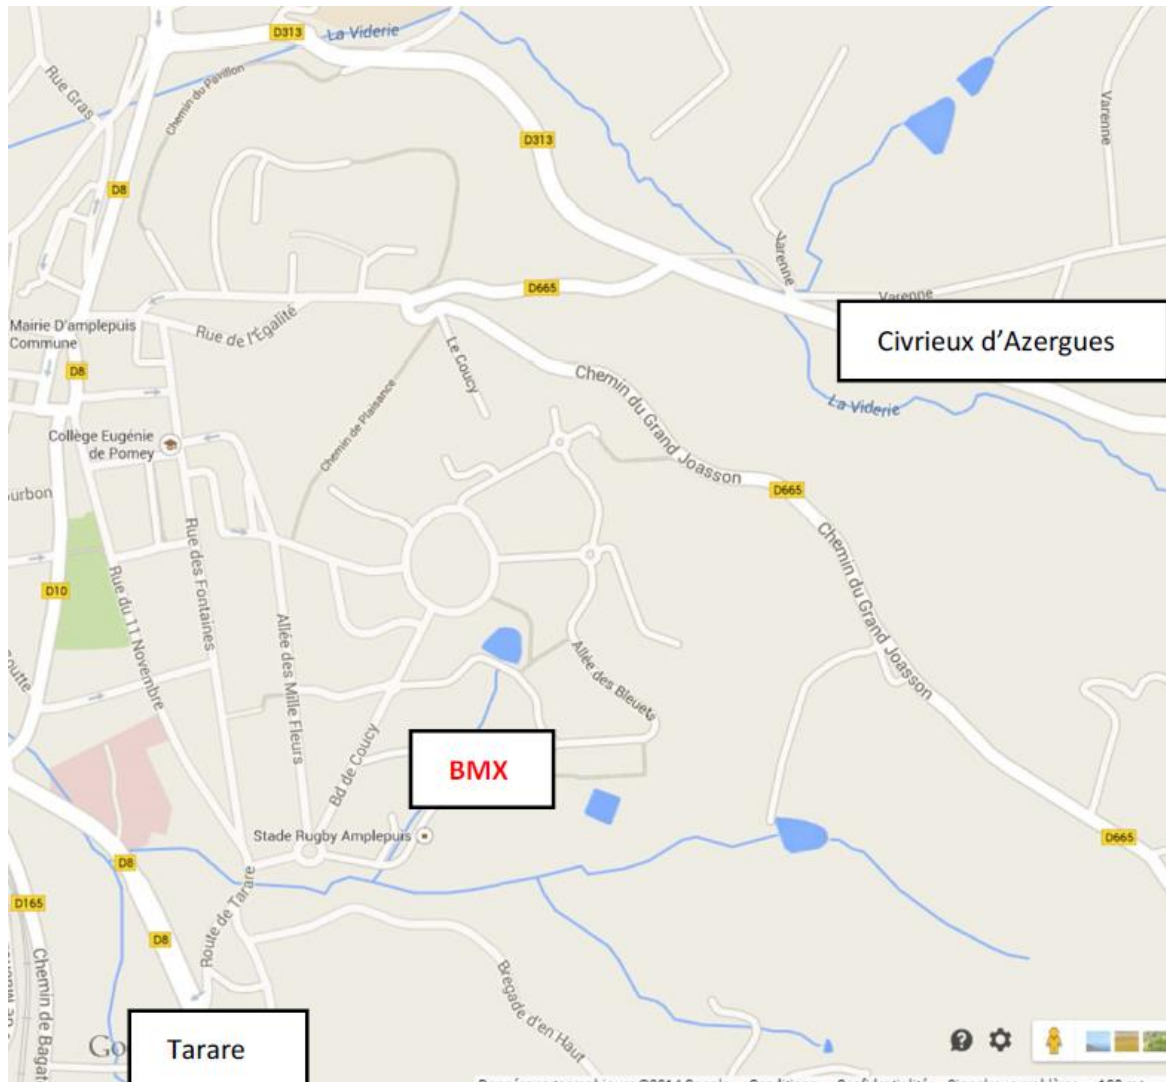 D313
La Viderie
Rue Gras
Chemin du Pavillon
D313
Varenne
D8
Varenne
D665
Varenne
Mairie D'amplepuis
Commune
Rue de l'Égalité
Civrieux d'Azergues
D8
Le Coucy
Chemin du Grand Joasson
La Viderie
Chemin de Plaisance
Collège Eugénie
de Pomey
D665
urbon
Rue des Fontaines
Chemin du Grand Joasson
D10
Rue du 11 Novembre
Allée des Mille Fleurs
Allée des Bleuets
outte
BMX
Bd de Coucy
Stade Rugby Amplepuis
D665
D8
D165
Route de Tarare
D8
Chemin de Bagat
Bregade d'en Haut
Go
Tarare